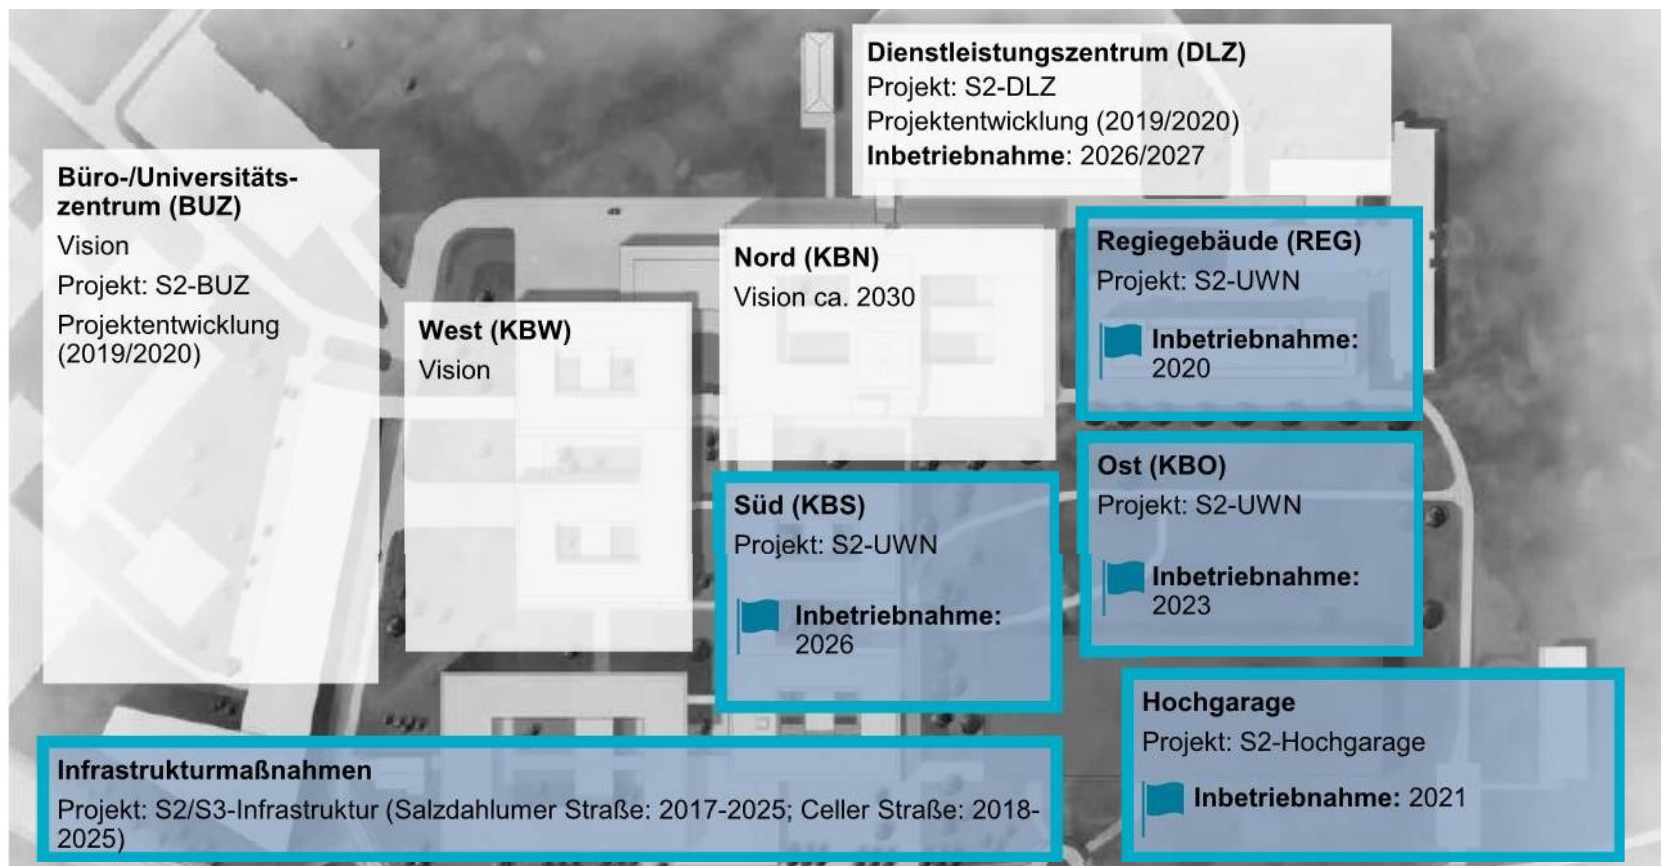 Dienstleistungszentrum (DLZ)
Projekt: S2-DLZ
Projektentwicklung (2019/2020)
Inbetriebnahme: 2026/2027
Büro-/Universitäts-
zentrum (BUZ)
Vision
Projekt: S2-BUZ
Projektentwicklung
(2019/2020)
West (KBW)
Vision
Nord (KBN)
Vision ca. 2030
Regiegebäude (REG)
Projekt: S2-UWN
Inbetriebnahme:
2020
Süd (KBS)
Projekt: S2-UWN
Inbetriebnahme:
2026
Ost (KBO)
Projekt: S2-UWN
Inbetriebnahme:
2023
Hochgarage
Projekt: S2-Hochgarage
Inbetriebnahme: 2021
Infrastrukturmaßnahmen
Projekt: S2/S3-Infrastruktur (Salzdahlumer Straße: 2017-2025; Celler Straße: 2018-
2025)